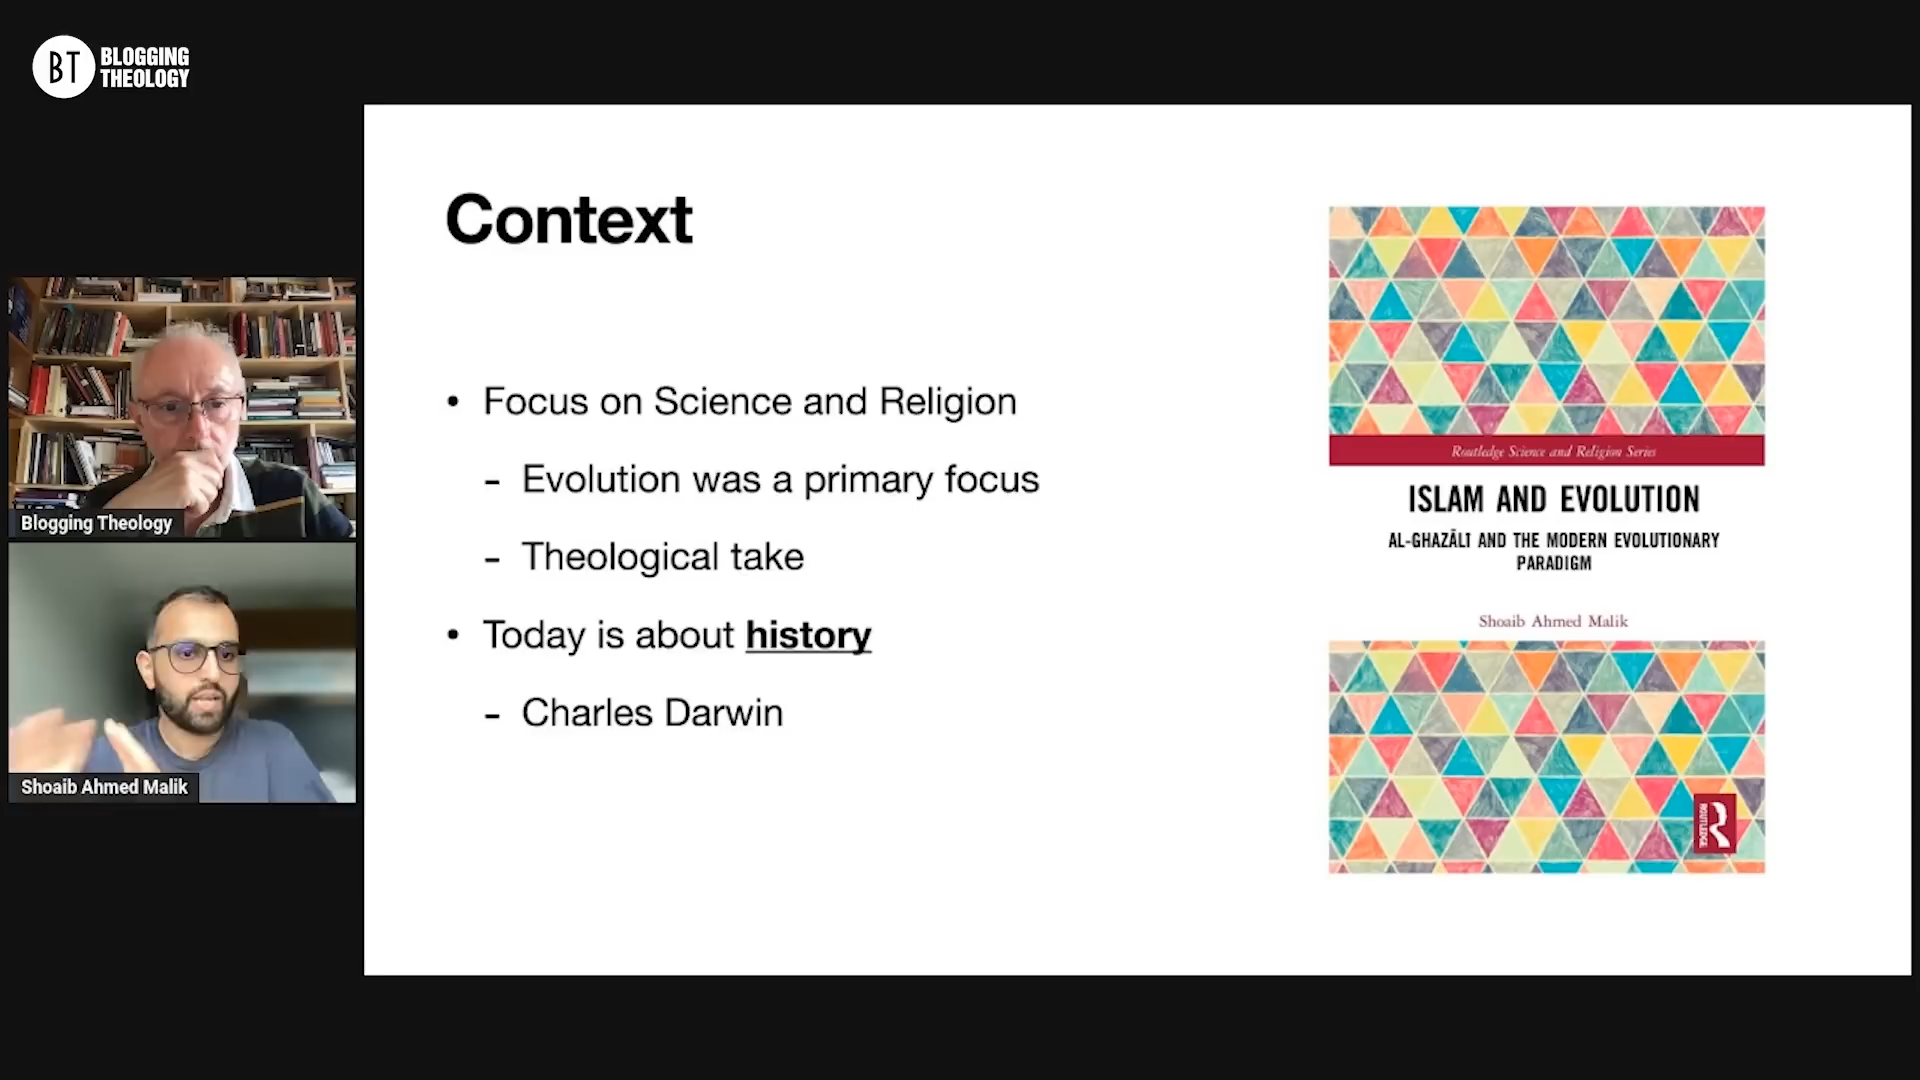 BT
BLOGGING
THEOLOGY
Context
• Focus on Science and Religion
- Evolution was a primary focus
- Theological take
• Today is about history
- Charles Darwin
Routledge Science and Religion Series
ISLAM AND EVOLUTION
AL-GHAZĀLĪ AND THE MODERN EVOLUTIONARY
PARADIGM
Shoaib Ahmed Malik
ROUTLEDGE
Blogging Theology
Shoaib Ahmed Malik